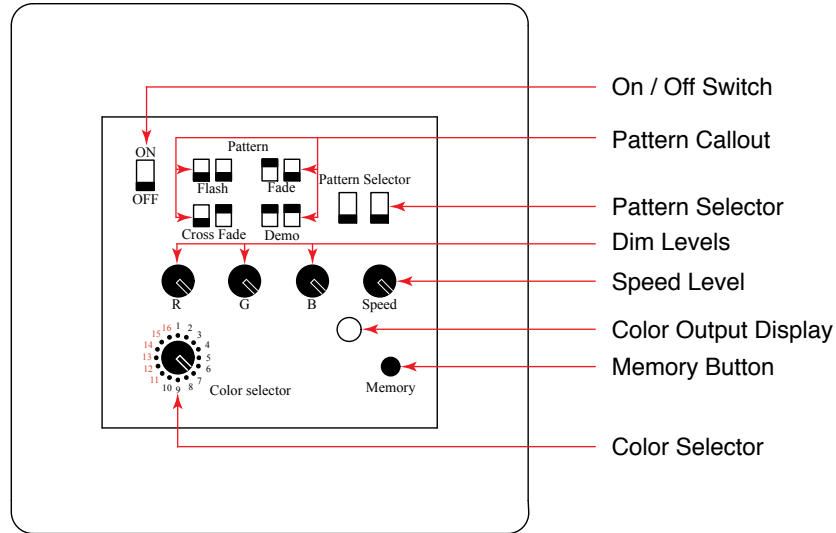 On / Off Switch
Pattern Callout
ON
Pattern
Flash
Fade
Pattern Selector
OFF
Pattern Selector
Cross Fade
Demo
Dim Levels
R
G
B
Speed
Speed Level
Color Output Display
16 1 2
15 3
14 4
13 5
12 6
11 7
10 9 8
Color selector
Memory
Memory Button
Color Selector